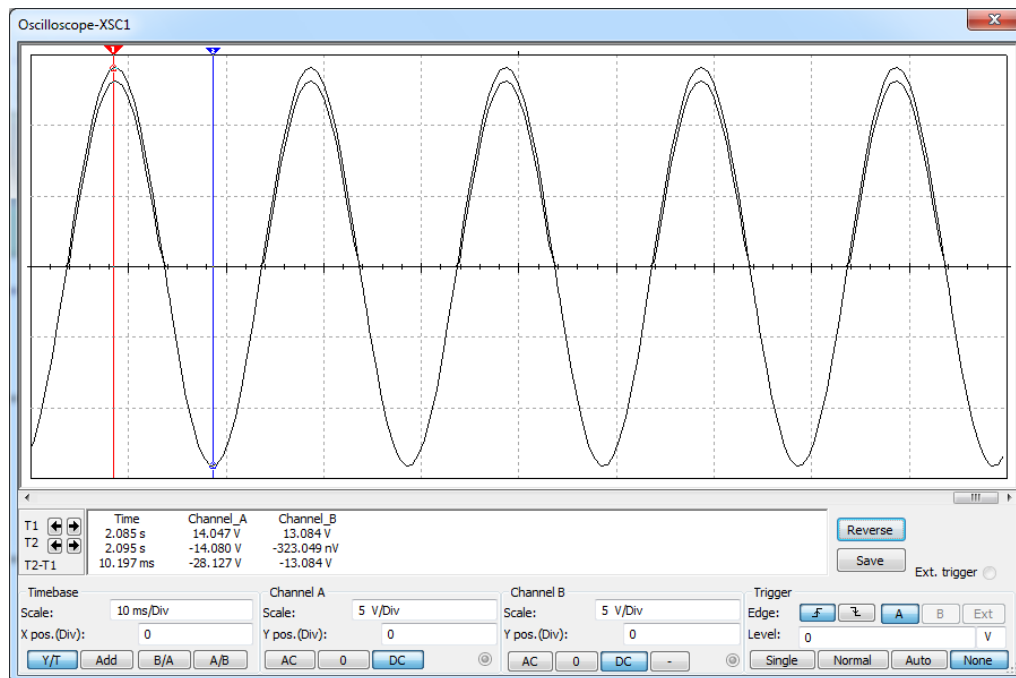 Oscilloscope-XSC1
1
2
T1
T2
T2-T1
Time Channel_A Channel_B
2.085 s 14.047 V 13.084 V
2.095 s -14.080 V -323.049 nV
10.197 ms -28.127 V -13.084 V
Reverse
Save
Ext. trigger
Timebase
Scale: 10 ms/Div
X pos.(Div): 0
Y/T Add B/A A/B
Channel A
Scale: 5 V/Div
Y pos.(Div): 0
AC 0 DC
Channel B
Scale: 5 V/Div
Y pos.(Div): 0
AC 0 DC -
Trigger
Edge: A B Ext
Level: 0 V
Single Normal Auto None